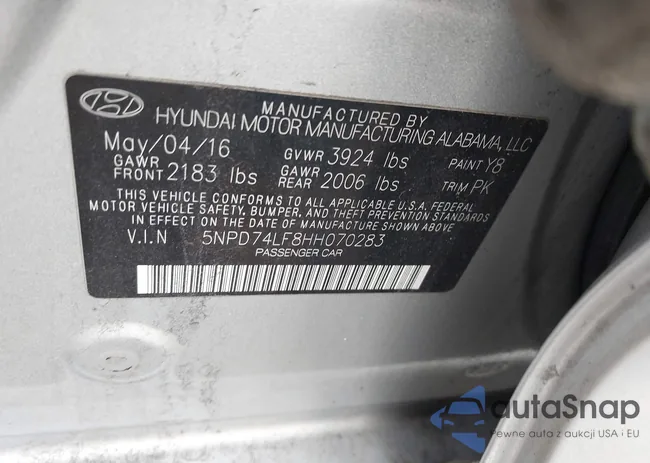 MANUFACTURED BY
HYUNDAI MOTOR MANUFACTURING ALABAMA, LLC
May/04/16 GVWR 3924 lbs PAINT Y8
GAWR FRONT 2183 lbs GAWR REAR 2006 lbs TRIM PK
THIS VEHICLE CONFORMS TO ALL APPLICABLE U.S.A. FEDERAL
MOTOR VEHICLE SAFETY, BUMPER, AND THEFT PREVENTION STANDARDS
IN EFFECT ON THE DATE OF MANUFACTURE SHOWN ABOVE.
V.I.N 5NPD74LF8HH070283
PASSENGER CAR
autoSnap
Pewne auta z aukcji USA i EU